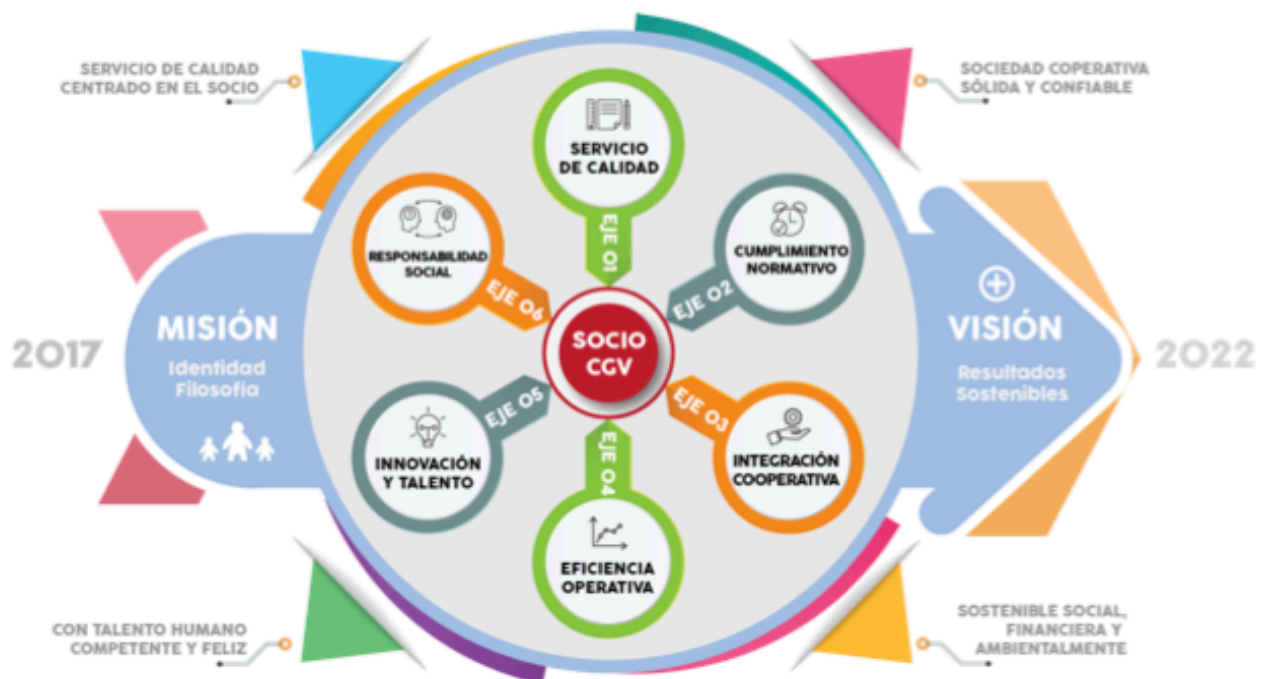 SERVICIO DE CALIDAD
CENTRADO EN EL SOCIO
SOCIEDAD COPERATIVA
SÓLIDA Y CONFIABLE
SERVICIO
DE CALIDAD
EJE 01
RESPONSABILIDAD
SOCIAL
EJE 06
CUMPLIMIENTO
NORMATIVO
EJE 02
2017
MISIÓN
Identidad
Filosofía
SOCIO
CGV
VISIÓN
Resultados
Sostenibles
2022
INNOVACIÓN
Y TALENTO
EJE 05
EJE 03
INTEGRACIÓN
COOPERATIVA
EJE 04
EFICIENCIA
OPERATIVA
CON TALENTO HUMANO
COMPETENTE Y FELIZ
SOSTENIBLE SOCIAL,
FINANCIERA Y
AMBIENTALMENTE